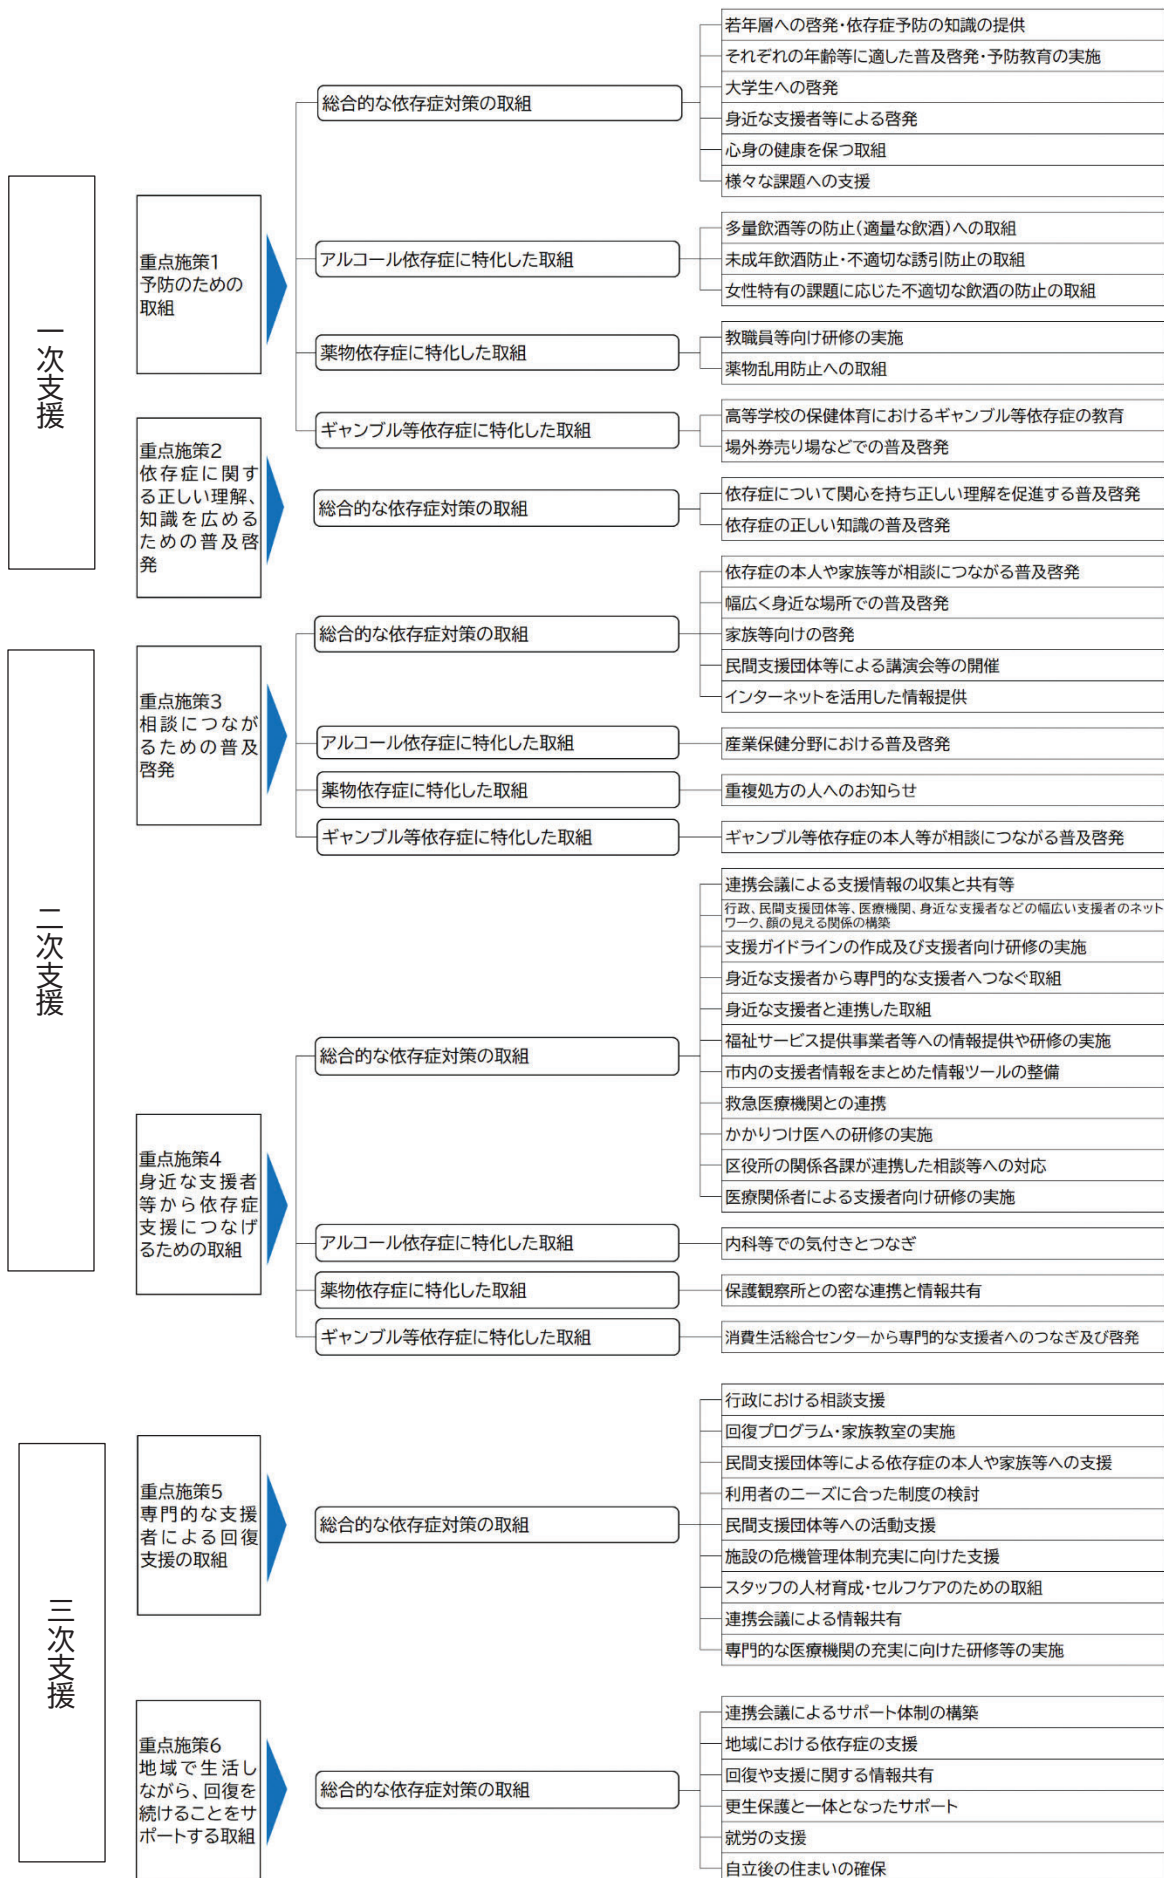 一次支援
重点施策1
予防のための
取組
総合的な依存症対策の取組
若年層への啓発・依存症予防の知識の提供
それぞれの年齢等に適した普及啓発・予防教育の実施
大学生への啓発
身近な支援者等による啓発
心身の健康を保つ取組
様々な課題への支援
アルコール依存症に特化した取組
多量飲酒等の防止(適量な飲酒)への取組
未成年飲酒防止・不適切な誘引防止の取組
女性特有の課題に応じた不適切な飲酒の防止の取組
薬物依存症に特化した取組
教職員等向け研修の実施
薬物乱用防止への取組
ギャンブル等依存症に特化した取組
高等学校の保健体育におけるギャンブル等依存症の教育
場外券売り場などでの普及啓発
重点施策2
依存症に関す
る正しい理解、
知識を広める
ための普及啓
発
総合的な依存症対策の取組
依存症について関心を持ち正しい理解を促進する普及啓発
依存症の正しい知識の普及啓発
二次支援
重点施策3
相談につなが
るための普及
啓発
総合的な依存症対策の取組
依存症の本人や家族等が相談につながる普及啓発
幅広く身近な場所での普及啓発
家族等向けの啓発
民間支援団体等による講演会等の開催
インターネットを活用した情報提供
アルコール依存症に特化した取組
産業保健分野における普及啓発
薬物依存症に特化した取組
重複処方の人へのお知らせ
ギャンブル等依存症に特化した取組
ギャンブル等依存症の本人等が相談につながる普及啓発
重点施策4
身近な支援者
等から依存症
支援につなげ
るための取組
総合的な依存症対策の取組
連携会議による支援情報の収集と共有等
行政、民間支援団体等、医療機関、身近な支援者などの幅広い支援者のネット
ワーク、顔の見える関係の構築
支援ガイドラインの作成及び支援者向け研修の実施
身近な支援者から専門的な支援者へつなぐ取組
身近な支援者と連携した取組
福祉サービス提供事業者等への情報提供や研修の実施
市内の支援者情報をまとめた情報ツールの整備
救急医療機関との連携
かかりつけ医への研修の実施
区役所の関係各課が連携した相談等への対応
医療関係者による支援者向け研修の実施
アルコール依存症に特化した取組
内科等での気付きとつなぎ
薬物依存症に特化した取組
保護観察所との密な連携と情報共有
ギャンブル等依存症に特化した取組
消費生活総合センターから専門的な支援者へのつなぎ及び啓発
三次支援
重点施策5
専門的な支援
者による回復
支援の取組
総合的な依存症対策の取組
行政における相談支援
回復プログラム・家族教室の実施
民間支援団体等による依存症の本人や家族等への支援
利用者のニーズに合った制度の検討
民間支援団体等への活動支援
施設の危機管理体制充実に向けた支援
スタッフの人材育成・セルフケアのための取組
連携会議による情報共有
専門的な医療機関の充実に向けた研修等の実施
重点施策6
地域で生活し
ながら、回復を
続けることをサ
ポートする取組
総合的な依存症対策の取組
連携会議によるサポート体制の構築
地域における依存症の支援
回復や支援に関する情報共有
更生保護と一体となったサポート
就労の支援
自立後の住まいの確保